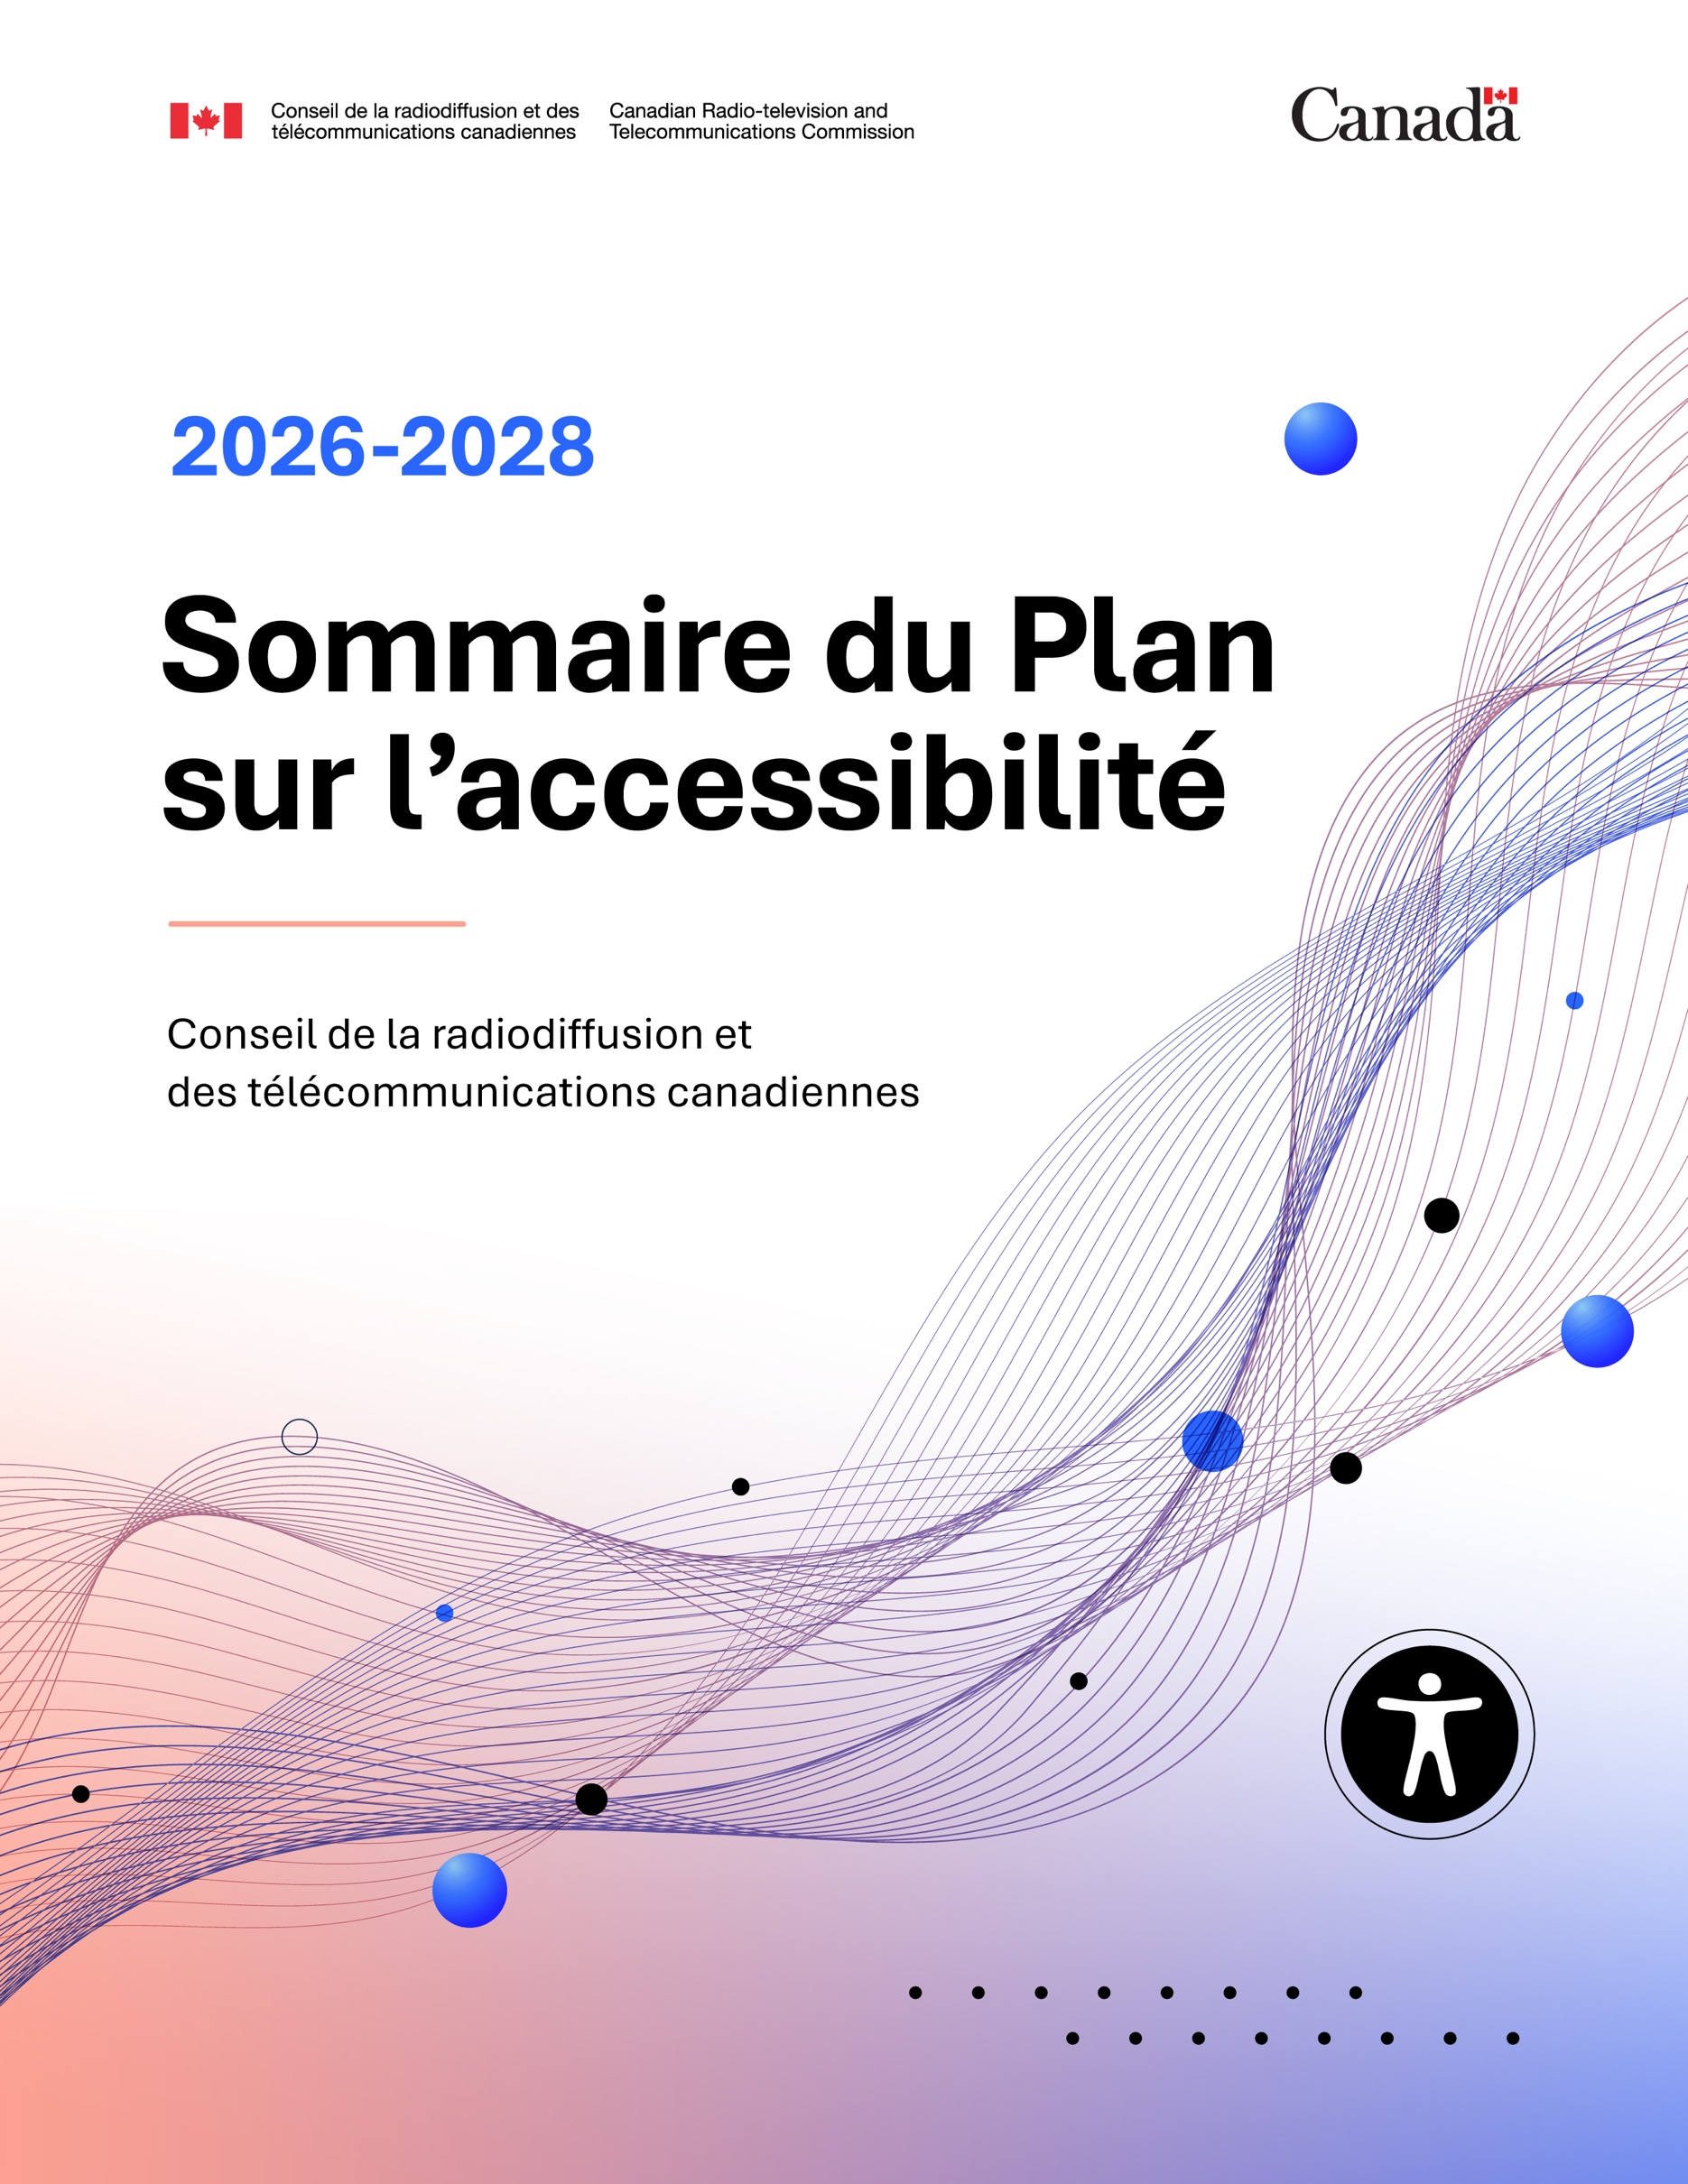 Conseil de la radiodiffusion et des
télécommunications canadiennes
Canadian Radio-television and
Telecommunications Commission
Canada
2026-2028
Sommaire du Plan
sur l’accessibilité
Conseil de la radiodiffusion et
des télécommunications canadiennes